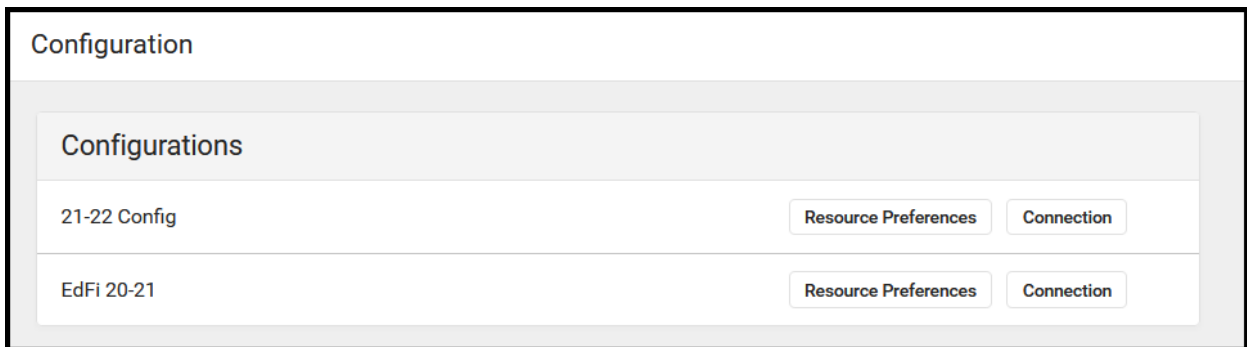 Configuration
Configurations
21-22 Config Resource Preferences Connection
EdFi 20-21 Resource Preferences Connection